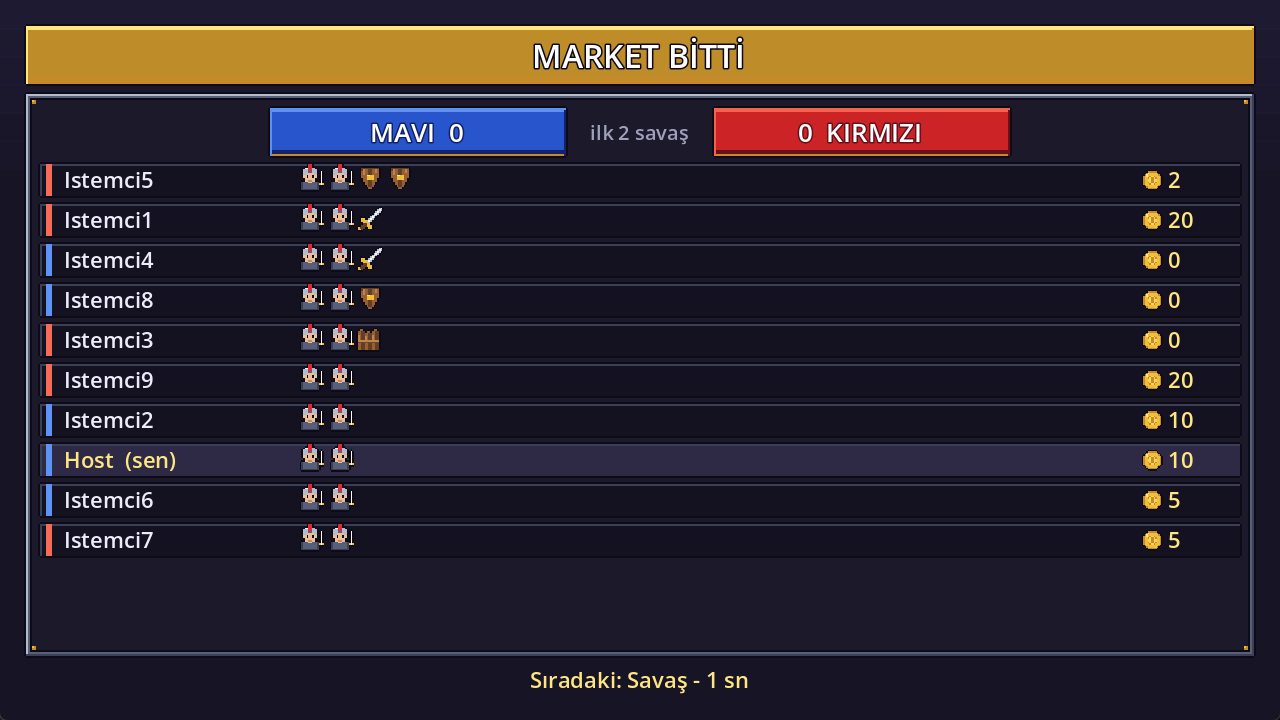 MARKET BİTTİ
MAVI 0 ilk 2 savaş 0 KIRMIZI
Istemci5 2
Istemci1 20
Istemci4 0
Istemci8 0
Istemci3 0
Istemci9 20
Istemci2 10
Host (sen) 10
Istemci6 5
Istemci7 5
Sıradaki: Savaş - 1 sn